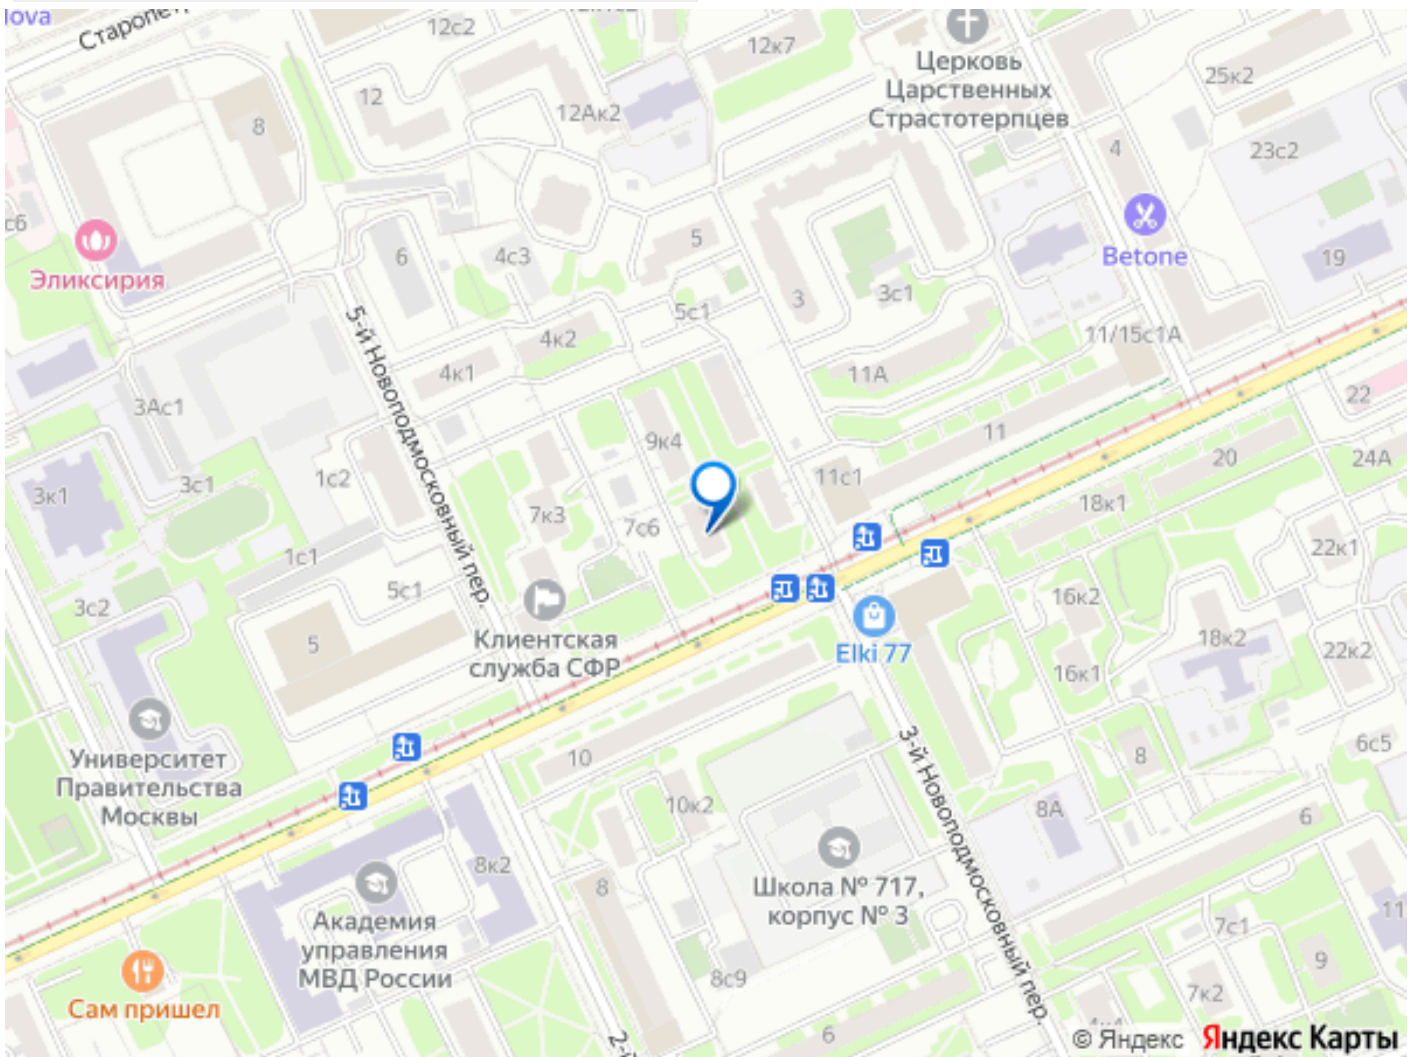 lova
Старопет
12с2
12к7
Церковь
Царственных
Страстотерпцев
25к2
12
12Ак2
8
4
23с2
с6
Эликсирия
6
4с3
5
3
3с1
Betone
19
5-й Новоподмосковный пер.
5с1
4к2
4к1
11А
11/15с1А
22
3Ас1
9к4
11
20
24А
3к1
3с1
1с2
7к3
7с6
11с1
18к1
22к1
1с1
3с2
5с1
5
Клиентская
служба СФР
Elki 77
16к2
16к1
18к2
22к2
Университет
Правительства
Москвы
10
10к2
3-й Новоподмосковный пер.
8
8А
6с5
6
8к2
8
Школа № 717,
корпус № 3
Академия
управления
МВД России
Сам пришел
8с9
7с1
11
9
7к2
6
2-й
© Яндекс Яндекс Карты